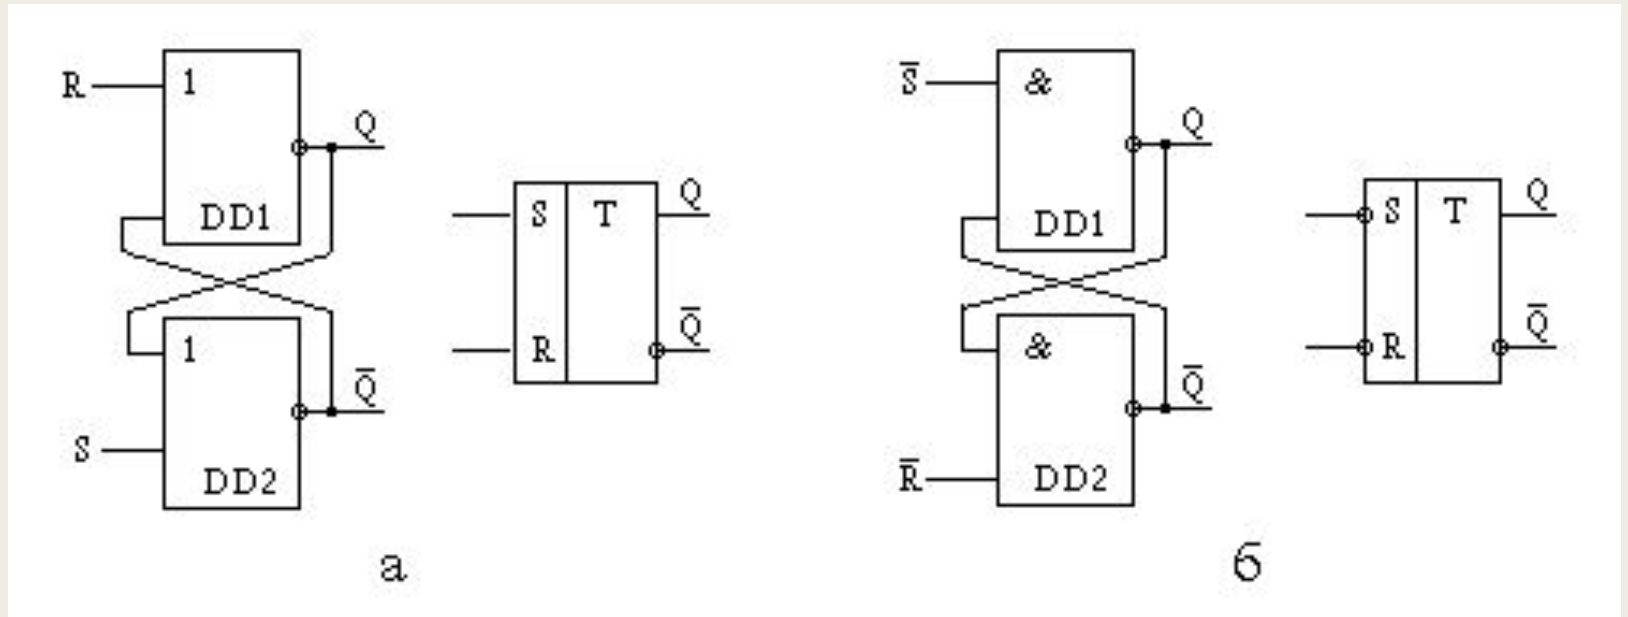 R
1
Q
DD1
1
Q̅
S
DD2
S T Q
R Q̅
а
S̅
&
Q
DD1
&
Q̅
R̅
DD2
S T Q
R Q̅
б